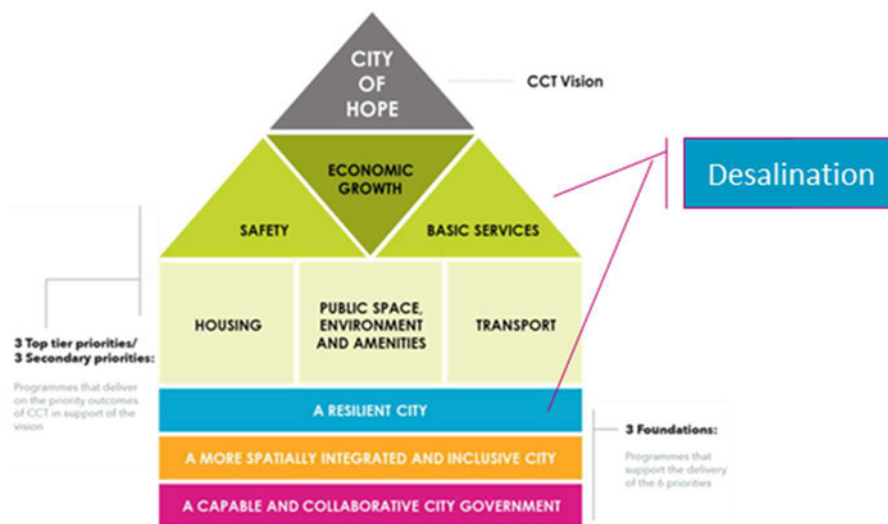 CITY
OF
HOPE
CCT Vision
ECONOMIC
GROWTH
Desalination
SAFETY
BASIC SERVICES
HOUSING
PUBLIC SPACE,
ENVIRONMENT
AND AMENITIES
TRANSPORT
3 Top tier priorities/
3 Secondary priorities:
Programmes that deliver
on the priority outcomes
of CCT in support of the
vision
A RESILIENT CITY
A MORE SPATIALLY INTEGRATED AND INCLUSIVE CITY
A CAPABLE AND COLLABORATIVE CITY GOVERNMENT
3 Foundations:
Programmes that
support the delivery
of the 6 priorities